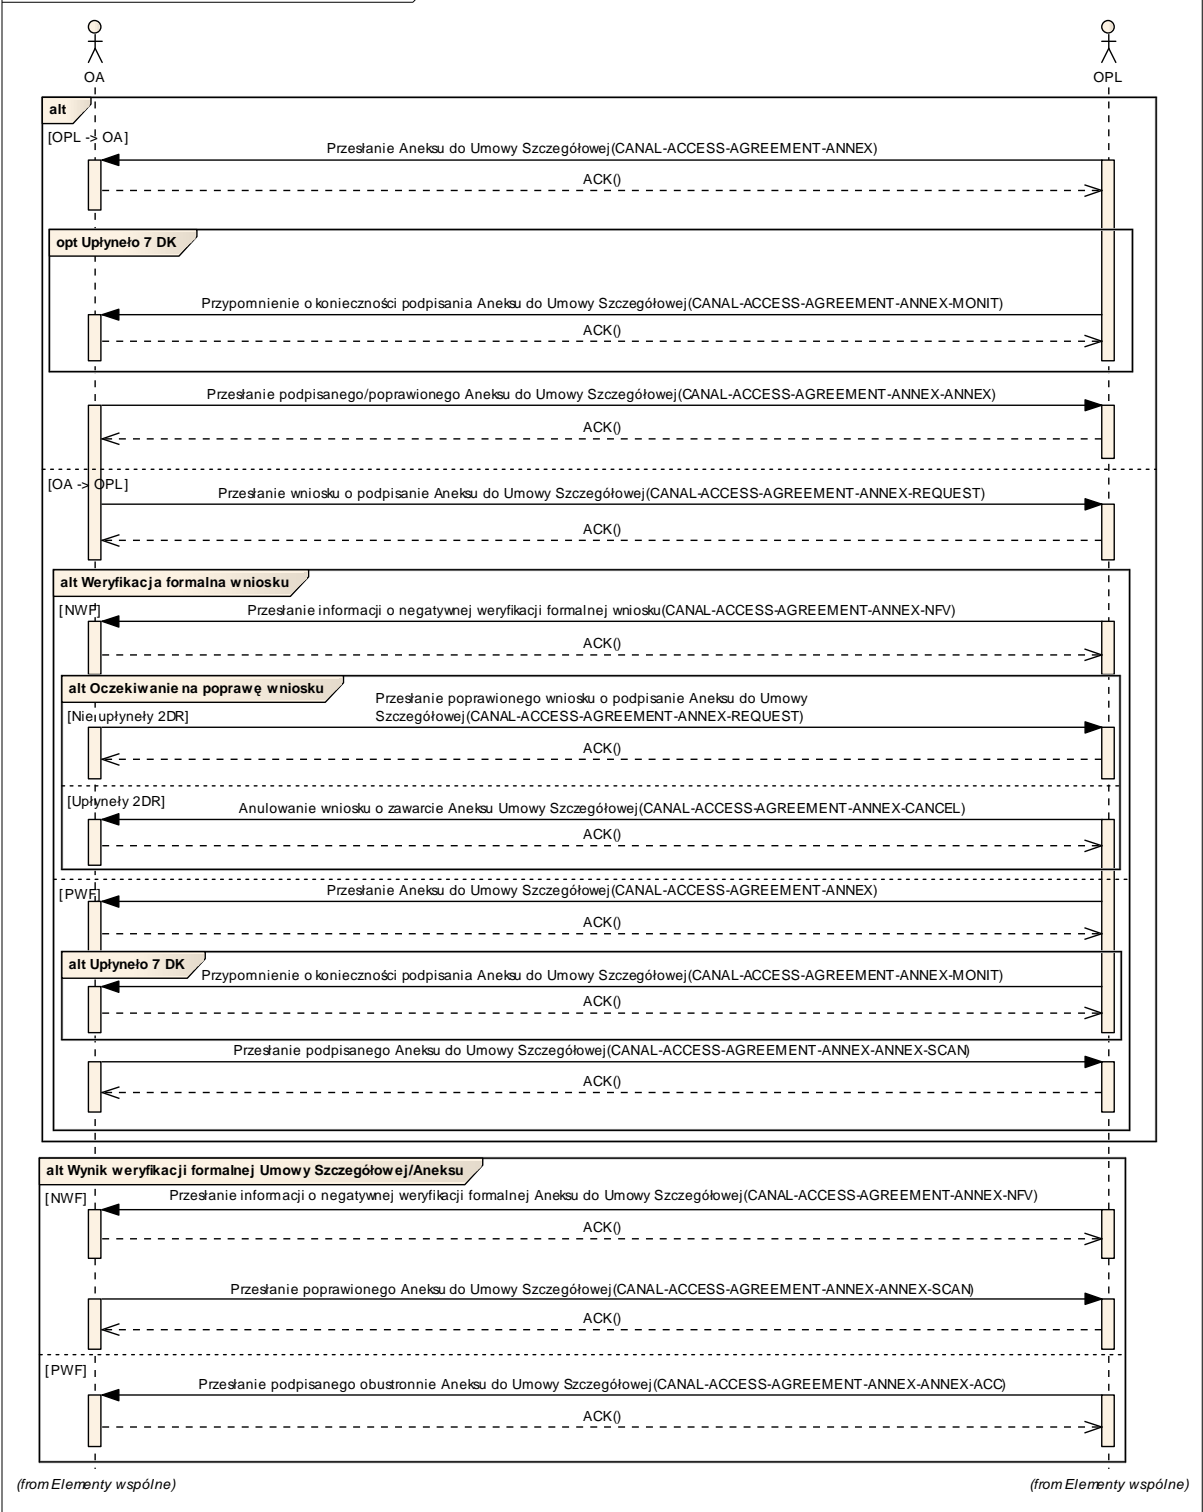 OA
OPL
alt
[OPL -> OA]
Przesłanie Aneksu do Umowy Szczegółowej(CANAL-ACCESS-AGREEMENT-ANNEX)
ACK()
opt Upłyneło 7 DK
Przypomnienie o konieczności podpisania Aneksu do Umowy Szczegółowej(CANAL-ACCESS-AGREEMENT-ANNEX-MONIT)
ACK()
Przesłanie podpisanego/poprawionego Aneksu do Umowy Szczegółowej(CANAL-ACCESS-AGREEMENT-ANNEX-ANNEX)
ACK()
[OA -> OPL]
Przesłanie wniosku o podpisanie Aneksu do Umowy Szczegółowej(CANAL-ACCESS-AGREEMENT-ANNEX-REQUEST)
ACK()
alt Weryfikacja formalna wniosku
[NWF]
Przesłanie informacji o negatywnej weryfikacji formalnej wniosku(CANAL-ACCESS-AGREEMENT-ANNEX-NFV)
ACK()
alt Oczekiwanie na poprawę wniosku
Przesłanie poprawionego wniosku o podpisanie Aneksu do Umowy
[Nie upłyneły 2DR]
Szczegółowej(CANAL-ACCESS-AGREEMENT-ANNEX-REQUEST)
ACK()
[Upłyneły 2DR]
Anulowanie wniosku o zawarcie Aneksu Umowy Szczegółowej(CANAL-ACCESS-AGREEMENT-ANNEX-CANCEL)
ACK()
[PWF]
Przesłanie Aneksu do Umowy Szczegółowej(CANAL-ACCESS-AGREEMENT-ANNEX)
ACK()
alt Upłyneło 7 DK
Przypomnienie o konieczności podpisania Aneksu do Umowy Szczegółowej(CANAL-ACCESS-AGREEMENT-ANNEX-MONIT)
ACK()
Przesłanie podpisanego Aneksu do Umowy Szczegółowej(CANAL-ACCESS-AGREEMENT-ANNEX-ANNEX-SCAN)
ACK()
alt Wynik weryfikacji formalnej Umowy Szczegółowej/Aneksu
[NWF]
Przesłanie informacji o negatywnej weryfikacji formalnej Aneksu do Umowy Szczegółowej(CANAL-ACCESS-AGREEMENT-ANNEX-NFV)
ACK()
Przesłanie poprawionego Aneksu do Umowy Szczegółowej(CANAL-ACCESS-AGREEMENT-ANNEX-ANNEX-SCAN)
ACK()
[PWF]
Przesłanie podpisanego obustronnie Aneksu do Umowy Szczegółowej(CANAL-ACCESS-AGREEMENT-ANNEX-ANNEX-ACC)
ACK()
(from Elementy wspólne)
(from Elementy wspólne)